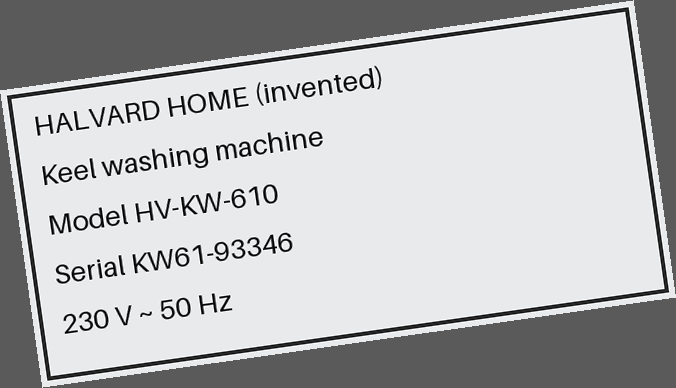 HALVARD HOME (invented)
Keel washing machine
Model HV-KW-610
Serial KW61-93346
230 V ~ 50 Hz